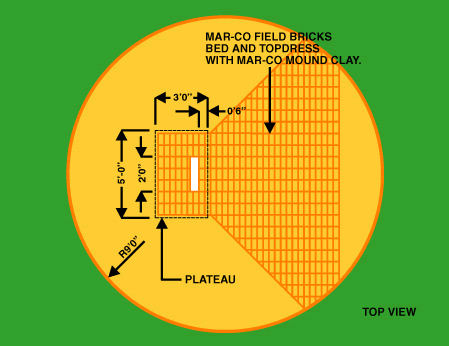 MAR-CO FIELD BRICKS
BED AND TOPDRESS
WITH MAR-CO MOUND CLAY.
3'0"
0'6"
5'-0"
2'0"
R9'0"
PLATEAU
TOP VIEW